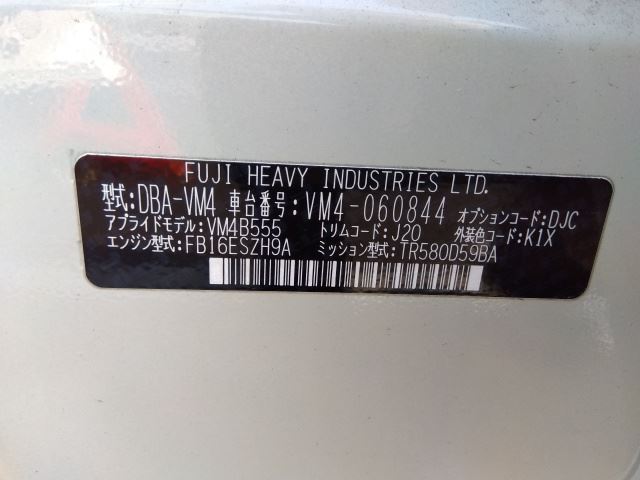 FUJI HEAVY INDUSTRIES LTD.
型式:DBA-VM4 車台番号:VM4-060844 オプションコード:DJC
アプライドモデル:VM4B555 トリムコード:J20 外装色コード:K1X
エンジン型式:FB16ESZH9A ミッション型式:TR580D59BA